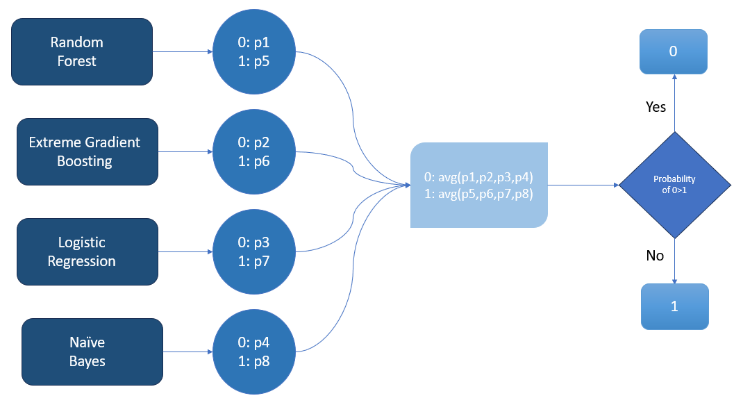 Random
Forest
0: p1
1: p5
Extreme Gradient
Boosting
0: p2
1: p6
Logistic
Regression
0: p3
1: p7
Naïve
Bayes
0: p4
1: p8
0: avg(p1,p2,p3,p4)
1: avg(p5,p6,p7,p8)
Probability
of 0>1
Yes
0
No
1